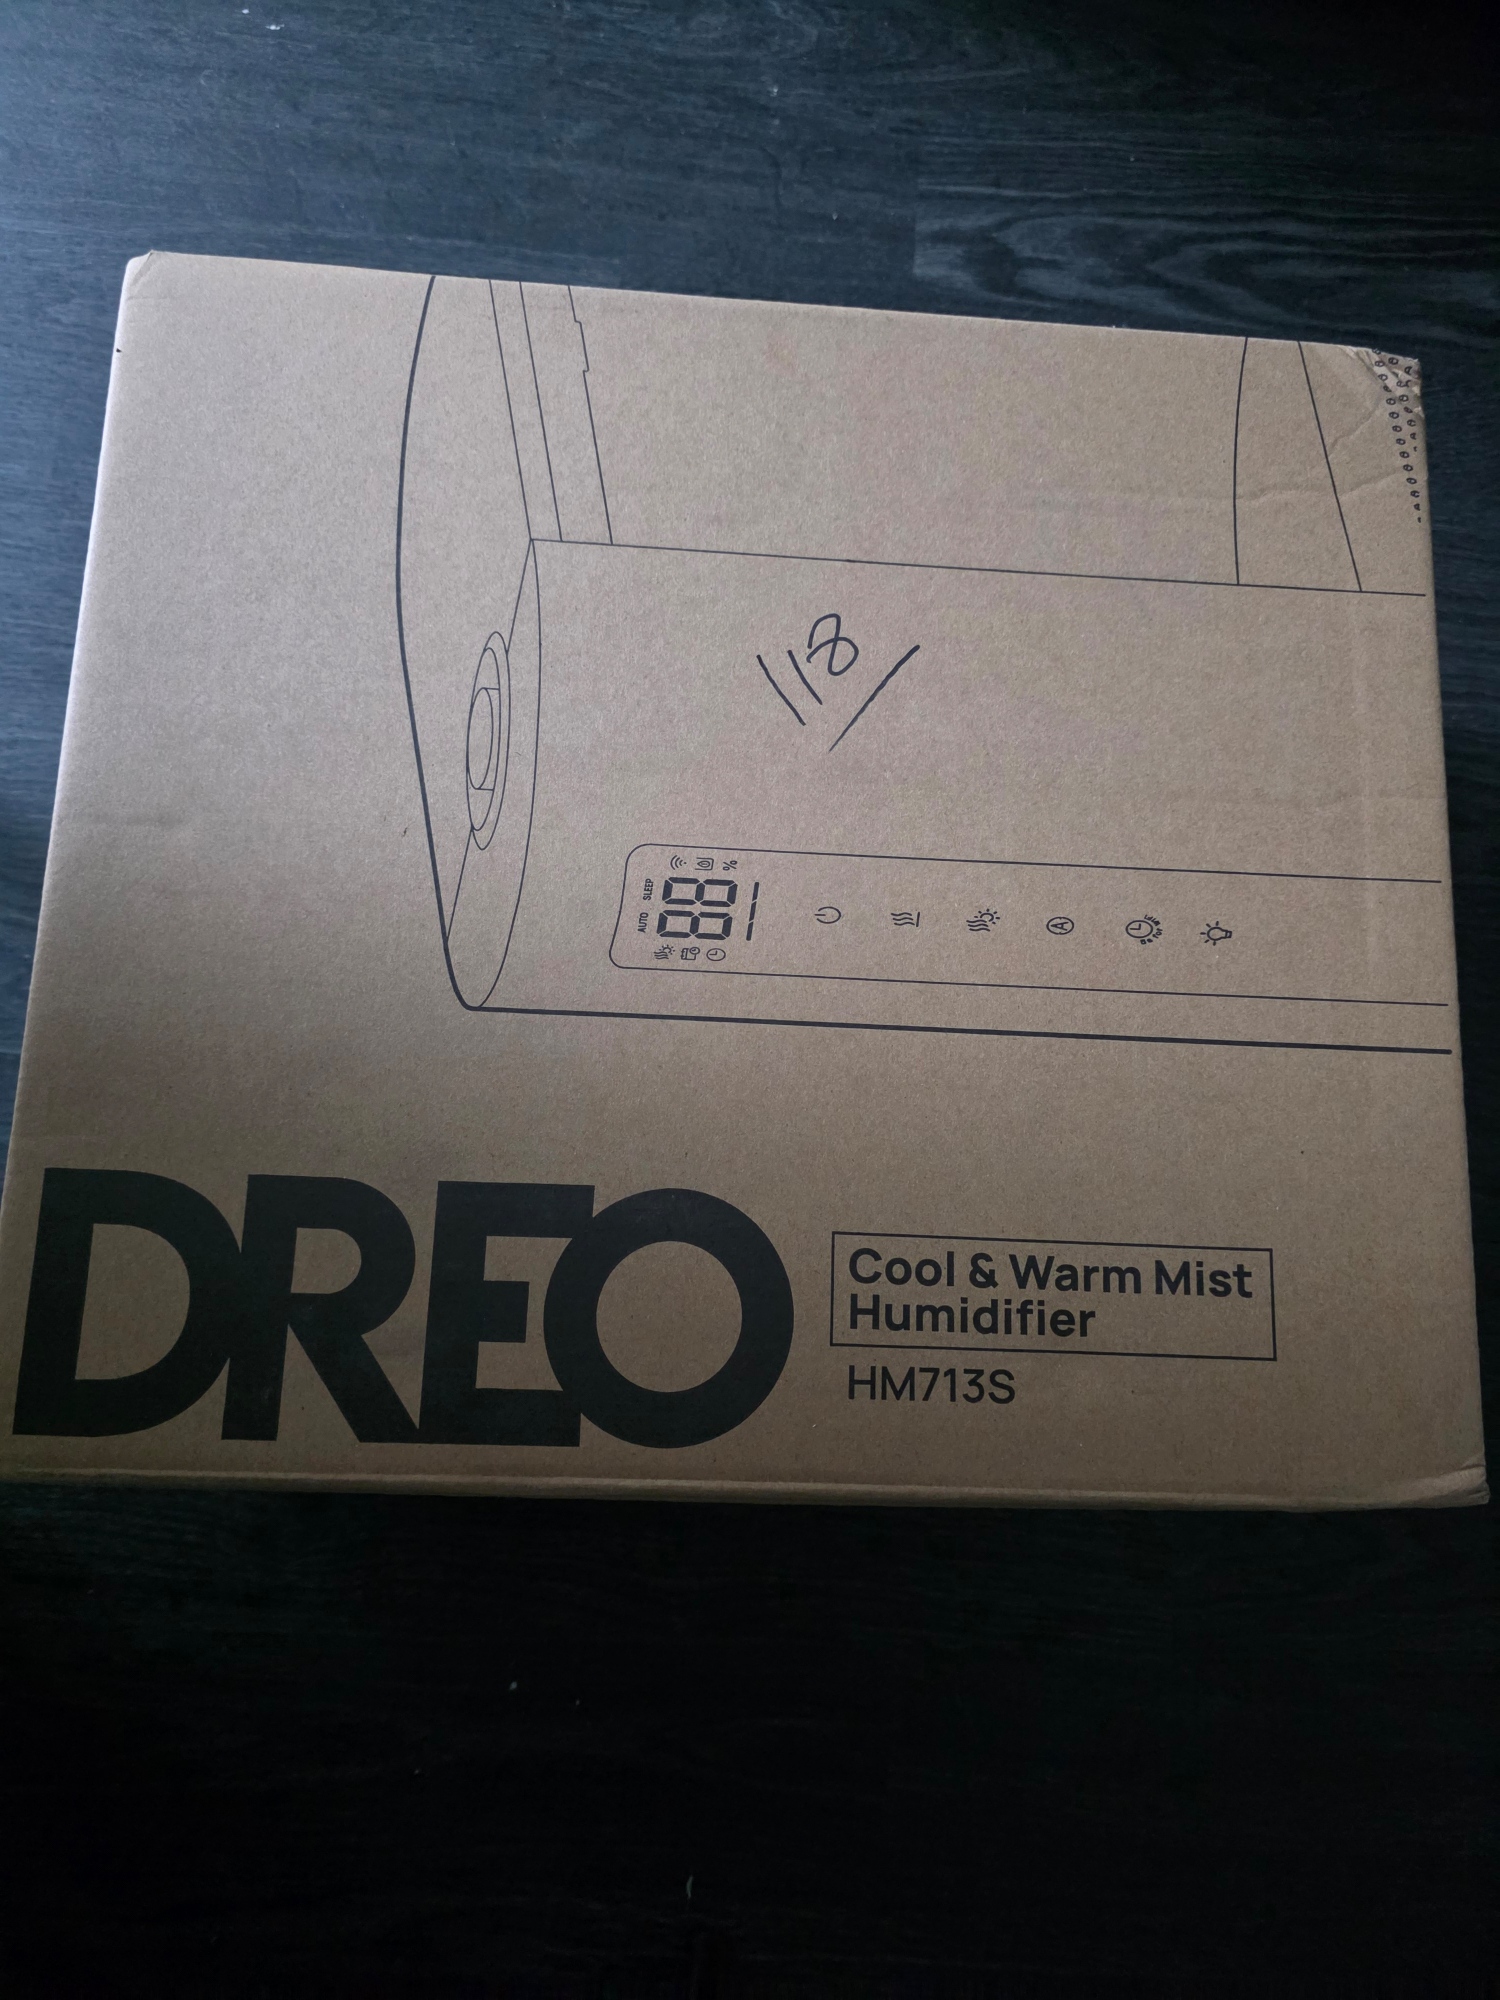 118/
AUTO SLEEP
88
%
DREO
Cool & Warm Mist
Humidifier
HM713S